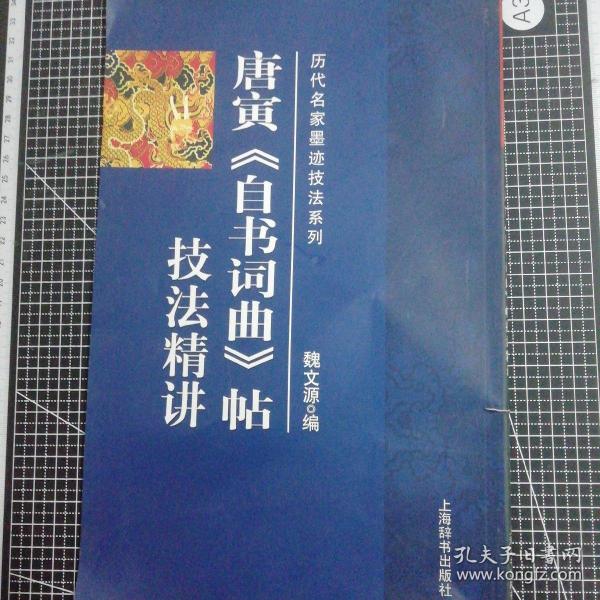 历代名家墨迹技法系列
唐寅《自书词曲》帖
技法精讲
魏文源◎编
上海辞书出版社
孔夫子旧书网
www.kongfz.com
A3